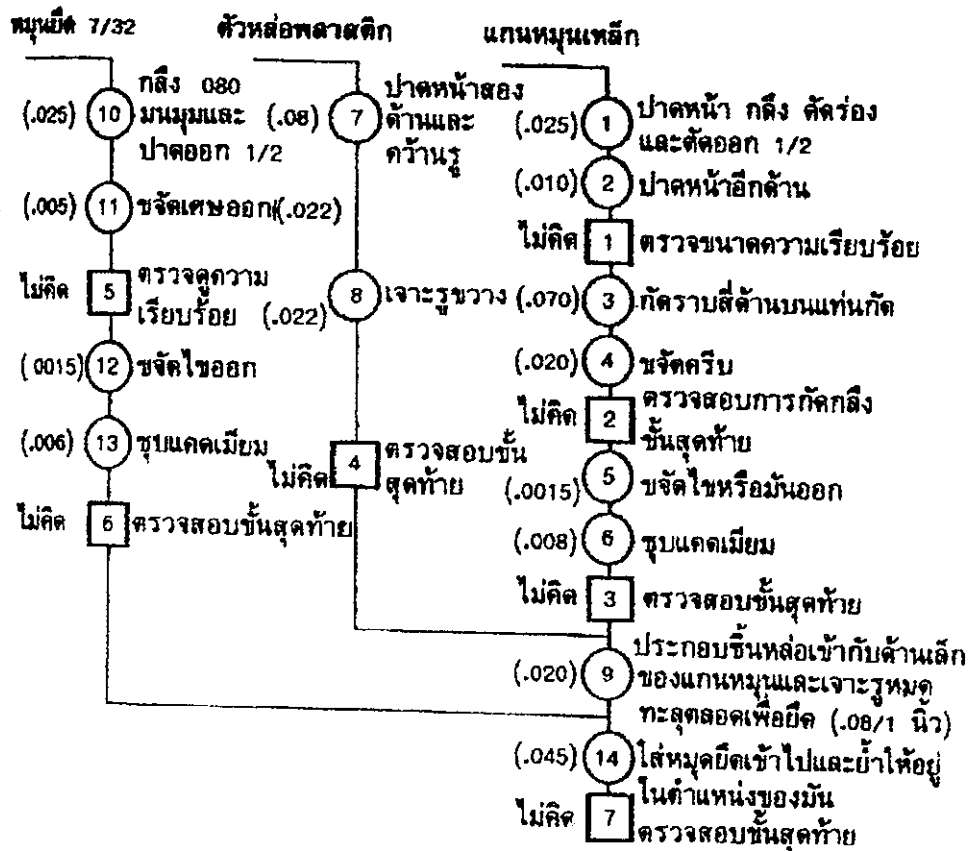 หมุนยึด 7/32
ตัวหล่อพลาสติก
แกนหมุนเหล็ก
(.025) 10 กลึง 080
มนมุมและ
ปาดออก 1/2
(.005) 11 ขจัดเศษออก
ไม่คิด 5 ตรวจดูความ
เรียบร้อย
(0015) 12 ขจัดไขออก
(.006) 13 ชุบแคดเมียม
ไม่คิด 6 ตรวจสอบขั้นสุดท้าย
(.08) 7 ปาดหน้าสอง
ด้านและ
คว้านรู
(.022)
8 เจาะรูขวาง
(.022)
ไม่คิด 4 ตรวจสอบขั้น
สุดท้าย
(.025) 1 ปาดหน้า กลึง ตัดร่อง
และตัดออก 1/2
(.010) 2 ปาดหน้าอีกด้าน
ไม่คิด 1 ตรวจขนาดความเรียบร้อย
(.070) 3 กัดราบสี่ด้านบนแท่นกัด
(.020) 4 ขจัดครีบ
ไม่คิด 2 ตรวจสอบการกัดกลึง
ขั้นสุดท้าย
(.0015) 5 ขจัดไขหรือมันออก
(.008) 6 ชุบแคดเมียม
ไม่คิด 3 ตรวจสอบขั้นสุดท้าย
(.020) 9 ประกอบชิ้นหล่อเข้ากับด้านเล็ก
ของแกนหมุนและเจาะรูหมด
ทะลุตลอดเพื่อยึด (.08/1 นิ้ว)
(.045) 14 ใส่หมุดยึดเข้าไปและย้ำให้อยู่
ในตำแหน่งของมัน
ไม่คิด 7 ตรวจสอบขั้นสุดท้าย